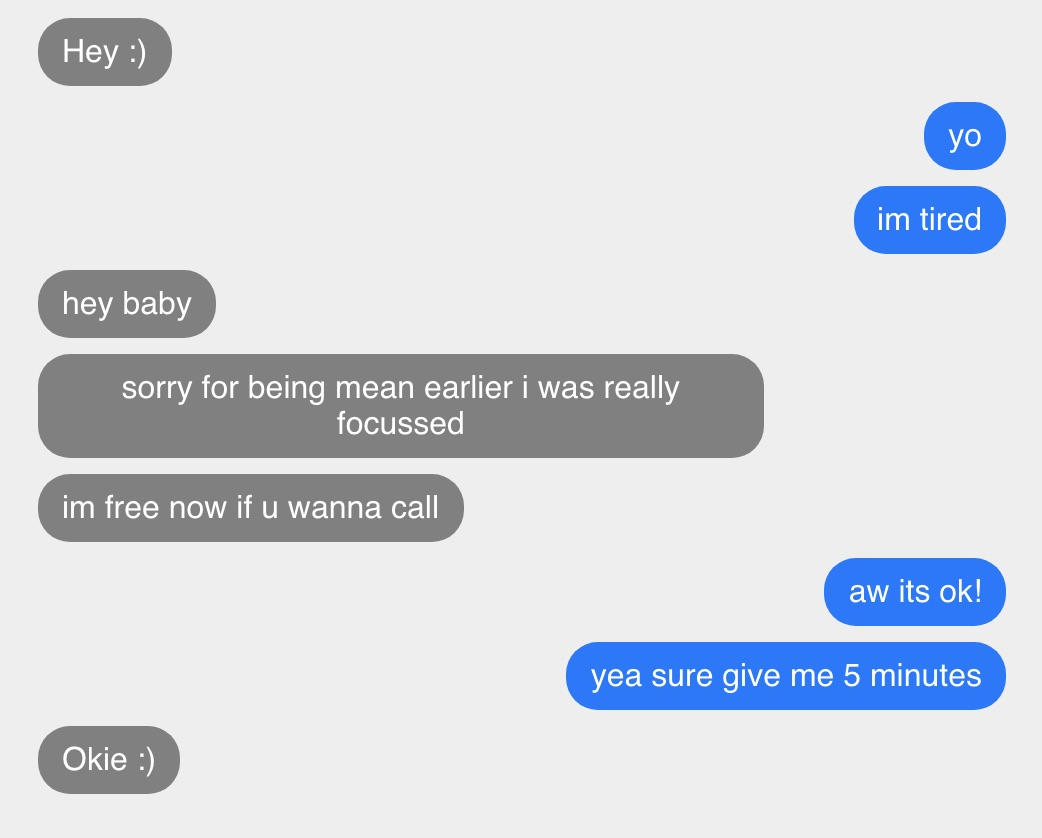 Hey :)
yo
im tired
hey baby
sorry for being mean earlier i was really
focussed
im free now if u wanna call
aw its ok!
yea sure give me 5 minutes
Okie :)